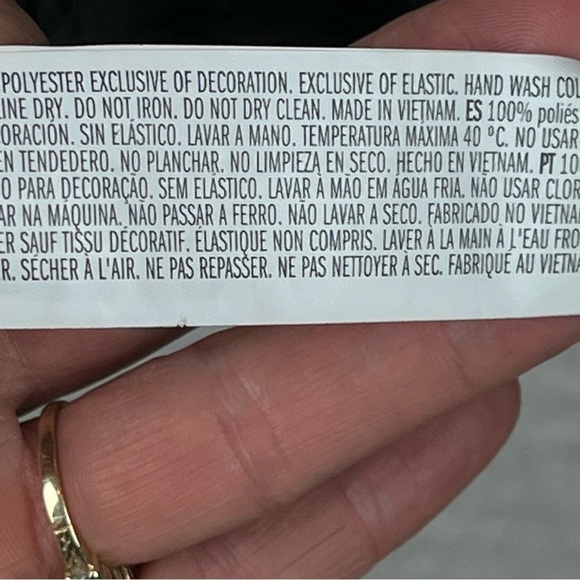 POLYESTER EXCLUSIVE OF DECORATION. EXCLUSIVE OF ELASTIC. HAND WASH COL
LINE DRY. DO NOT IRON. DO NOT DRY CLEAN. MADE IN VIETNAM. ES 100% poliés
ORACIÓN. SIN ELÁSTICO. LAVAR A MANO. TEMPERATURA MÁXIMA 40 °C. NO USAR
EN TENDEDERO. NO PLANCHAR. NO LIMPIEZA EN SECO. HECHO EN VIETNAM. PT 10
O PARA DECORAÇÃO. SEM ELÁSTICO. LAVAR À MÃO EM ÁGUA FRIA. NÃO USAR CLOR
AR NA MÁQUINA. NÃO PASSAR A FERRO. NÃO LAVAR A SECO. FABRICADO NO VIETNA
ER SAUF TISSU DÉCORATIF. ÉLASTIQUE NON COMPRIS. LAVER À LA MAIN À L'EAU FRO
R. SÉCHER À L'AIR. NE PAS REPASSER. NE PAS NETTOYER À SEC. FABRIQUÉ AU VIETNA